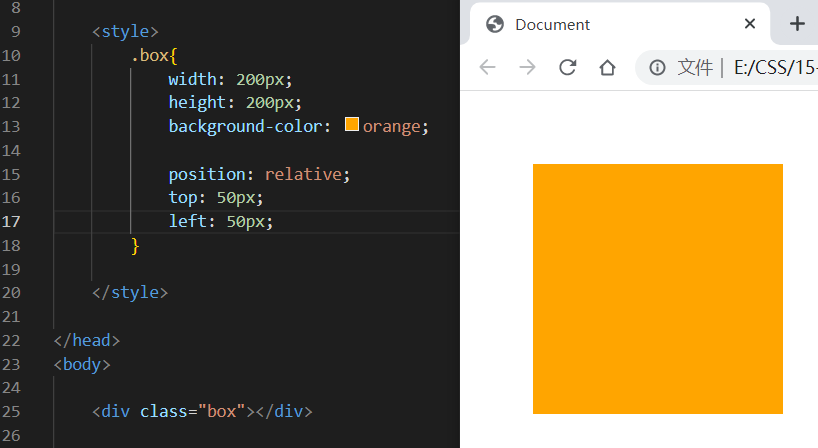 8
9 <style>
10 .box{
11 width: 200px;
12 height: 200px;
13 background-color: orange;
14
15 position: relative;
16 top: 50px;
17 left: 50px;
18 }
19
20 </style>
21
22 </head>
23 <body>
24
25 <div class="box"></div>
26
Document
文件 | E:/CSS/15-